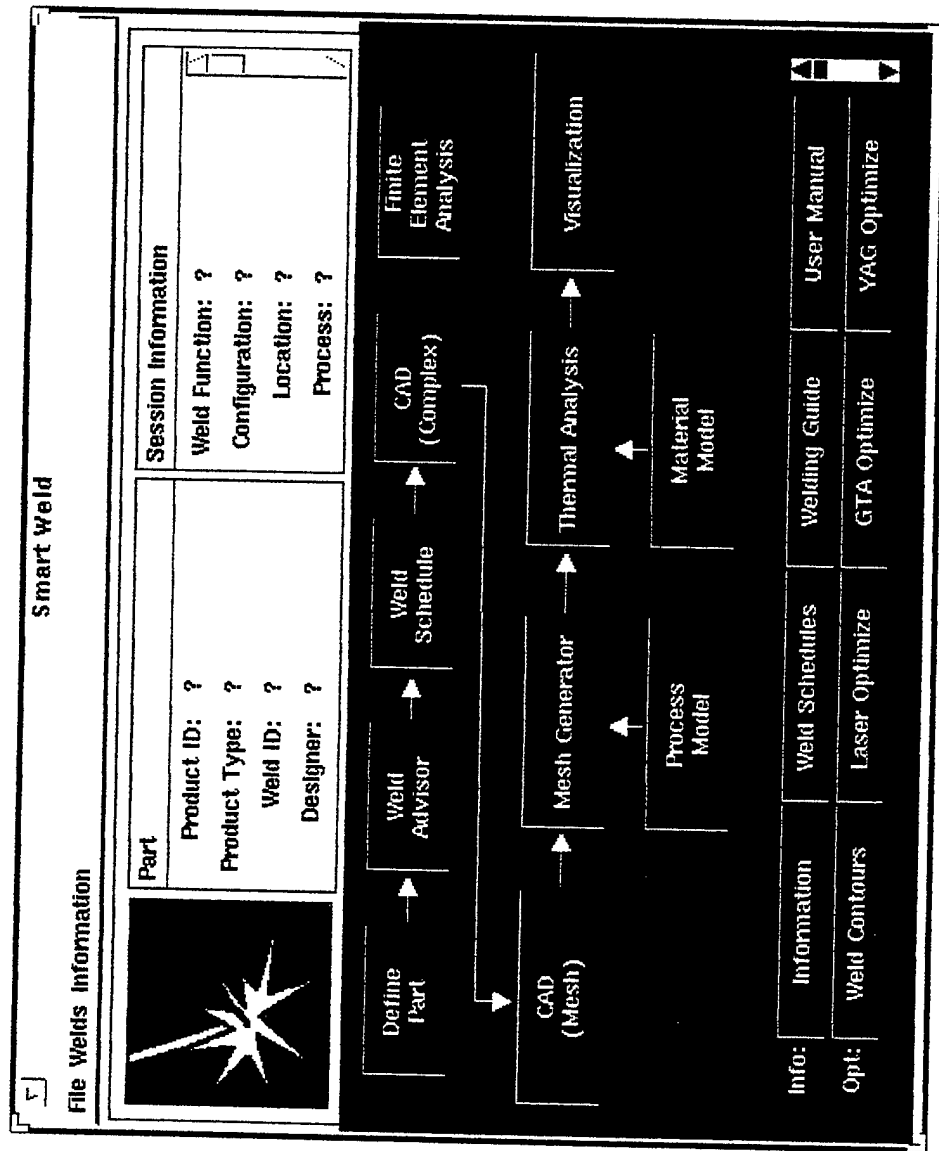 Smart Weld
File Welds Information
Part
Product ID: ?
Product Type: ?
Weld ID: ?
Designer: ?
Session Information
Weld Function: ?
Configuration: ?
Location: ?
Process: ?
Define
Part
Weld
Advisor
Weld
Schedule
CAD
(Complex)
Finite
Element
Analysis
CAD
(Mesh)
Mesh Generator
Thermal Analysis
Visualization
Process
Model
Material
Model
Info: Information Weld Schedules Welding Guide User Manual
Opt: Weld Contours Laser Optimize GTA Optimize YAG Optimize